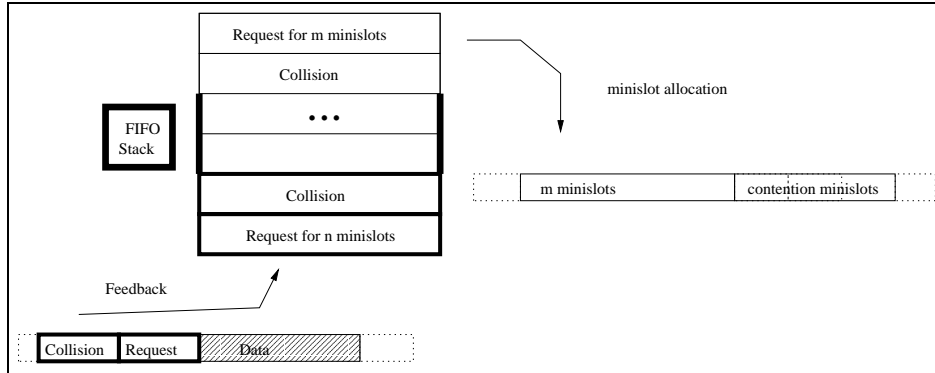 Request for m minislots
Collision
minislot allocation
...
FIFO
Stack
m minislots
contention minislots
Collision
Request for n minislots
Feedback
Collision
Request
Data